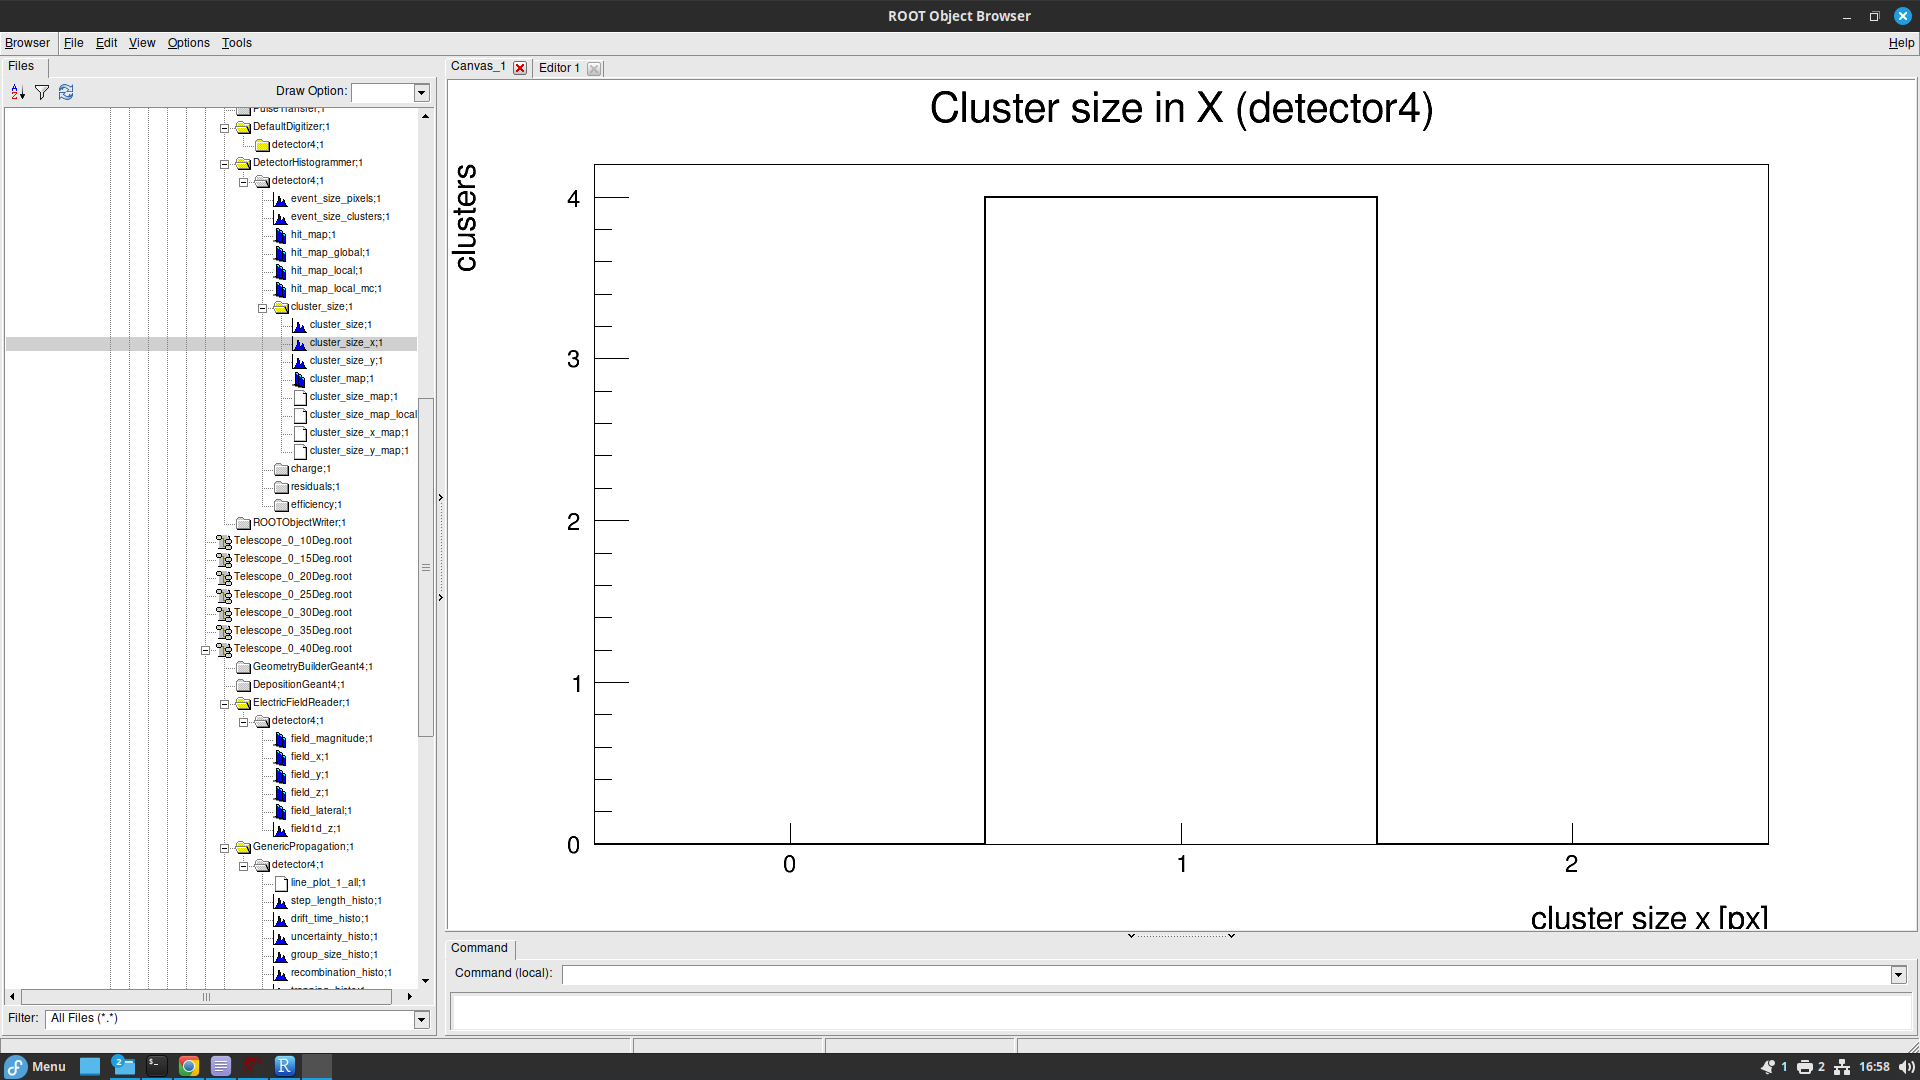 ROOT Object Browser
Browser File Edit View Options Tools Help
Files
Draw Option:
PulseTransfer;1
DefaultDigitizer;1
detector4;1
DetectorHistogrammer;1
detector4;1
event_size_pixels;1
event_size_clusters;1
hit_map;1
hit_map_global;1
hit_map_local;1
hit_map_local_mc;1
cluster_size;1
cluster_size;1
cluster_size_x;1
cluster_size_y;1
cluster_map;1
cluster_size_map;1
cluster_size_map_local
cluster_size_x_map;1
cluster_size_y_map;1
charge;1
residuals;1
efficiency;1
ROOTObjectWriter;1
Telescope_0_10Deg.root
Telescope_0_15Deg.root
Telescope_0_20Deg.root
Telescope_0_25Deg.root
Telescope_0_30Deg.root
Telescope_0_35Deg.root
Telescope_0_40Deg.root
GeometryBuilderGeant4;1
DepositionGeant4;1
ElectricFieldReader;1
detector4;1
field_magnitude;1
field_x;1
field_y;1
field_z;1
field_lateral;1
field1d_z;1
GenericPropagation;1
detector4;1
line_plot_1_all;1
step_length_histo;1
drift_time_histo;1
uncertainty_histo;1
group_size_histo;1
recombination_histo;1
Filter: All Files (*.*)
Canvas_1 Editor 1
Cluster size in X (detector4)
clusters
4
3
2
1
0
0 1 2
cluster size x [px]
Command
Command (local):
Menu 2 R 1 2 16:58